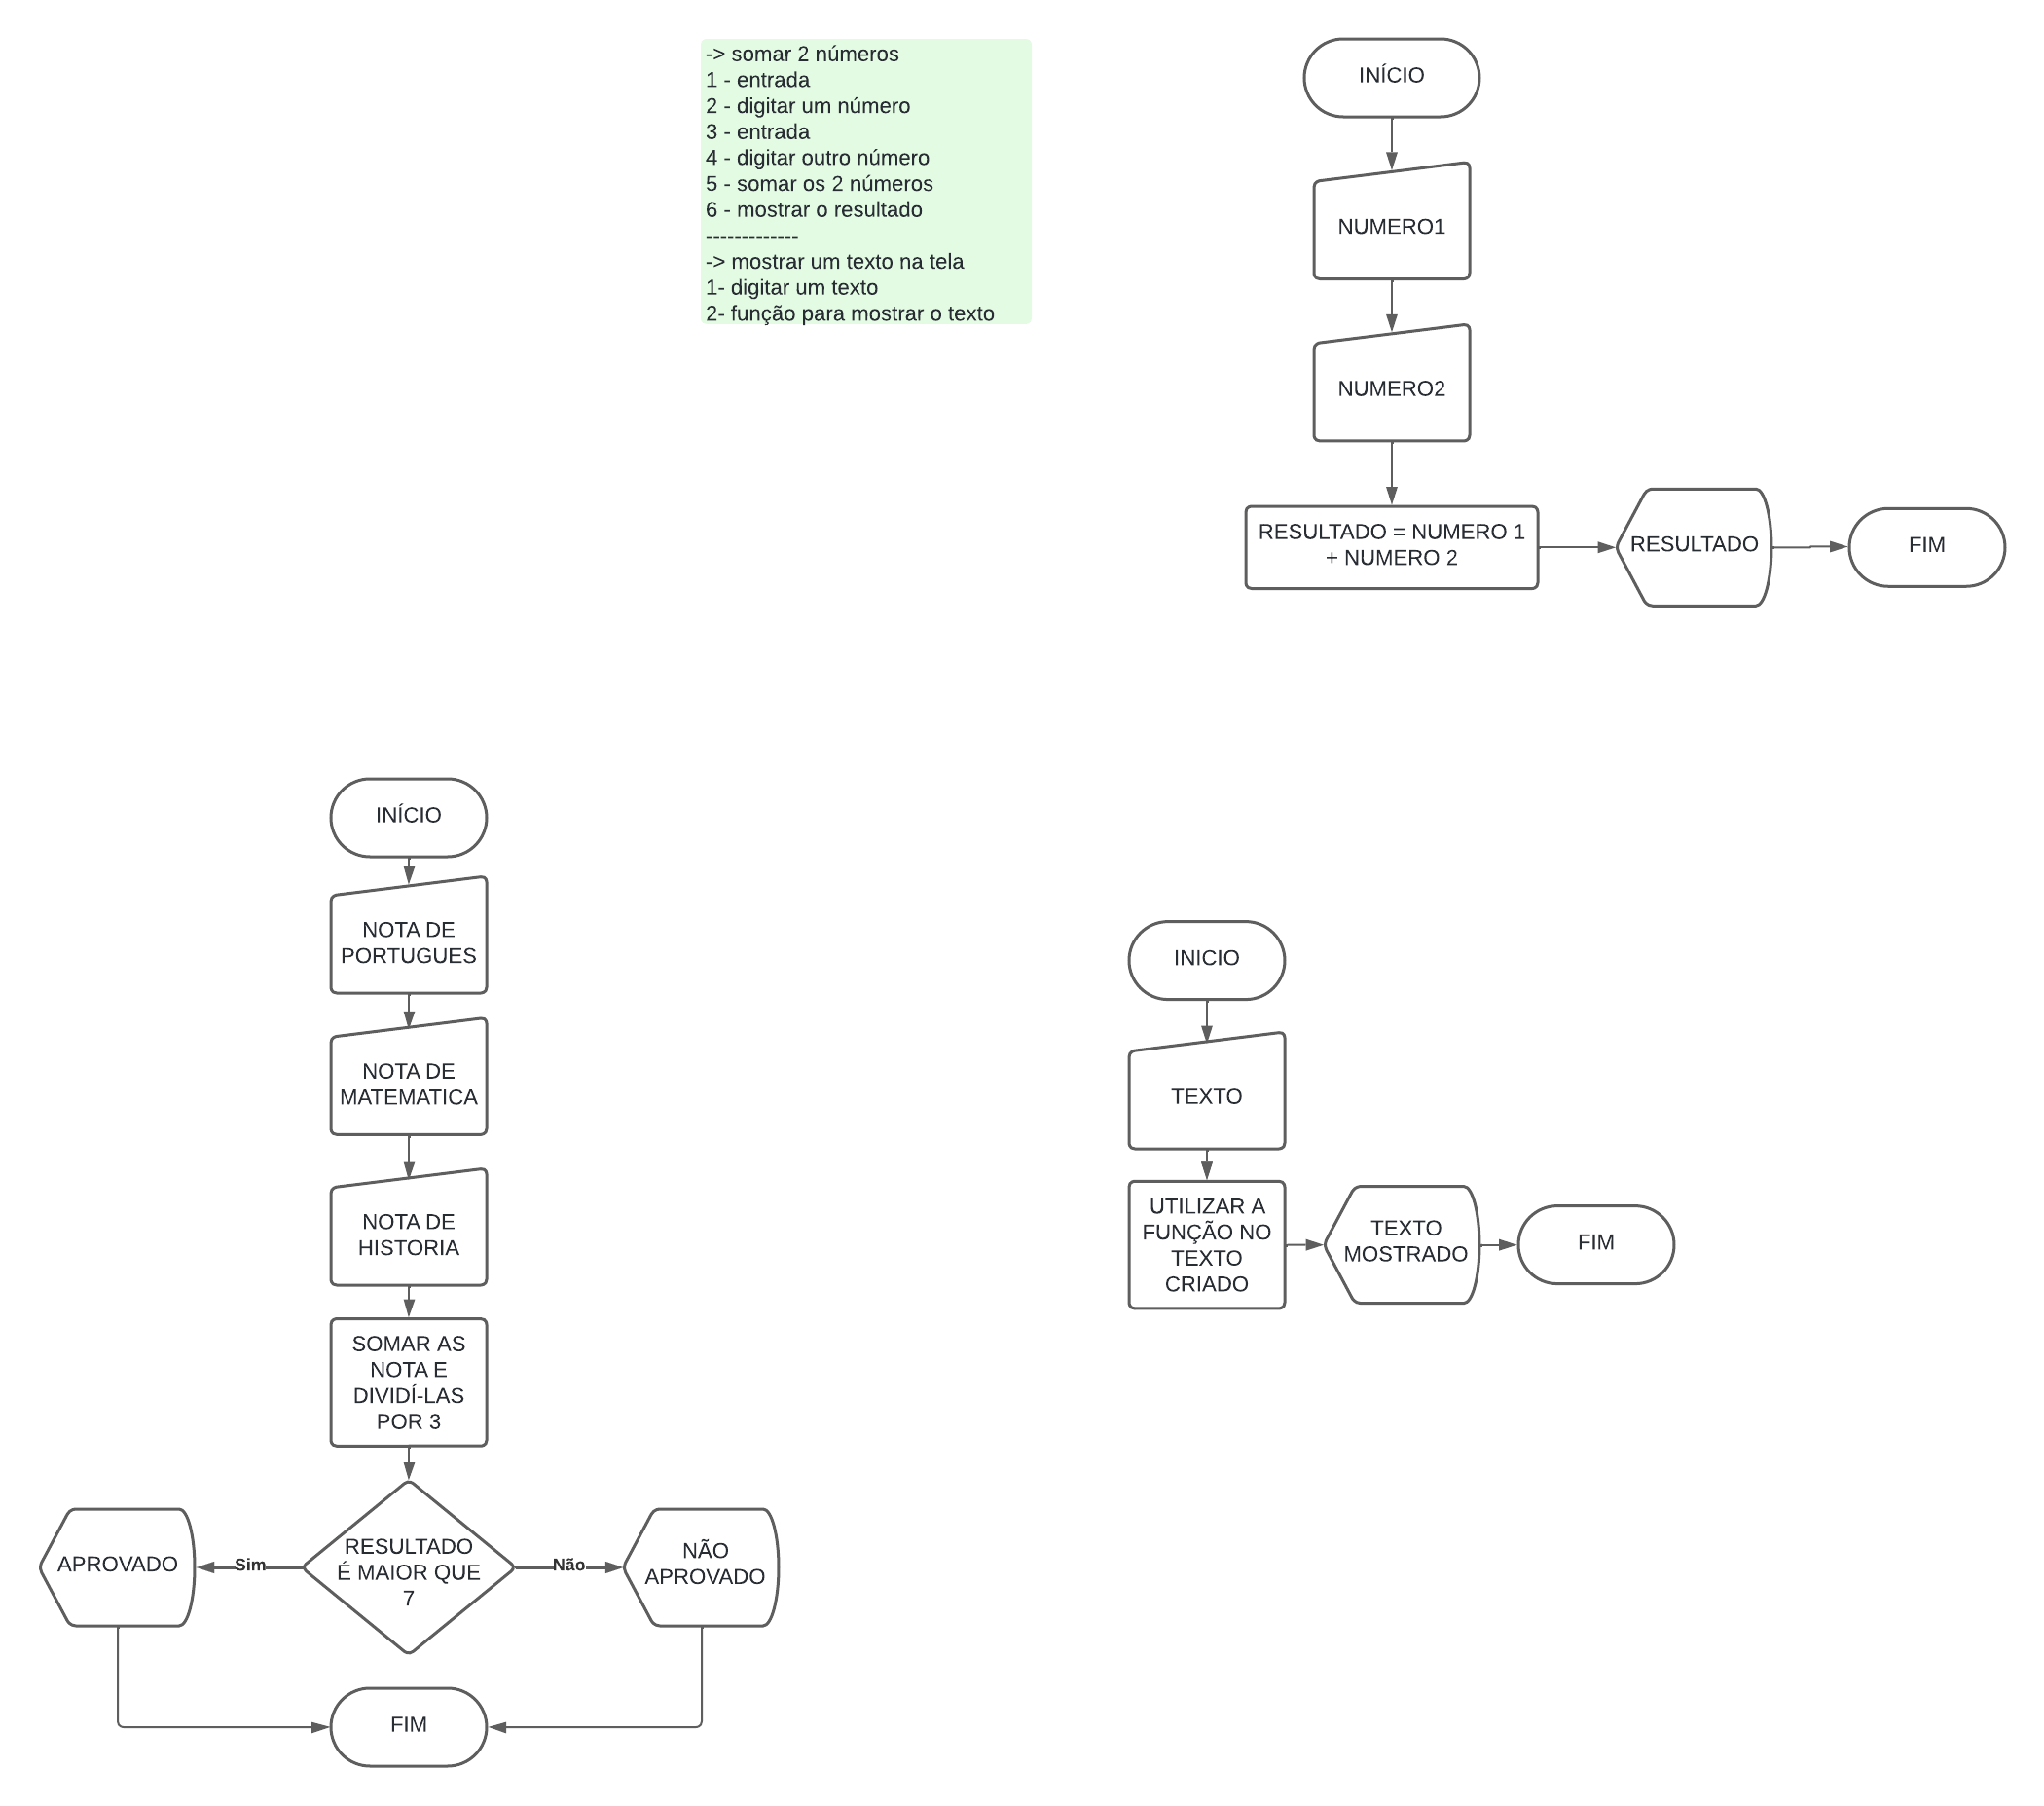 -> somar 2 números
1 - entrada
2 - digitar um número
3 - entrada
4 - digitar outro número
5 - somar os 2 números
6 - mostrar o resultado
-------------
-> mostrar um texto na tela
1- digitar um texto
2- função para mostrar o texto
INÍCIO
NUMERO1
NUMERO2
RESULTADO = NUMERO 1
+ NUMERO 2
RESULTADO
FIM
INÍCIO
NOTA DE
PORTUGUES
NOTA DE
MATEMATICA
NOTA DE
HISTORIA
SOMAR AS
NOTA E
DIVIDÍ-LAS
POR 3
RESULTADO
É MAIOR QUE
7
Sim
APROVADO
Não
NÃO
APROVADO
FIM
INICIO
TEXTO
UTILIZAR A
FUNÇÃO NO
TEXTO
CRIADO
TEXTO
MOSTRADO
FIM